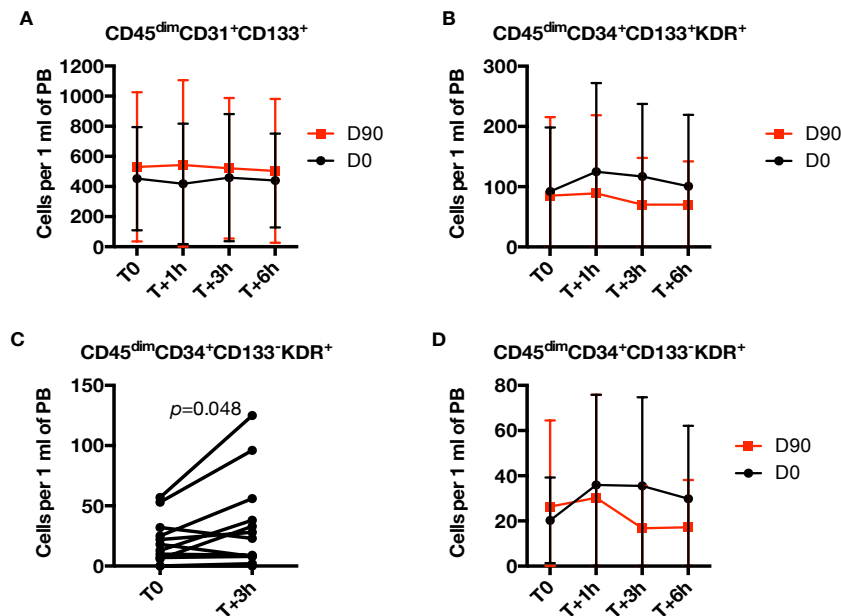 A
CD45ᵈⁱᵐCD31⁺CD133⁺
Cells per 1 ml of PB
1200
1000
800
600
400
200
0
T0
T+1h
T+3h
T+6h
D90
D0
B
CD45ᵈⁱᵐCD34⁺CD133⁺KDR⁺
Cells per 1 ml of PB
300
200
100
0
T0
T+1h
T+3h
T+6h
D90
D0
C
CD45ᵈⁱᵐCD34⁺CD133⁻KDR⁺
Cells per 1 ml of PB
150
100
50
0
p=0.048
T0
T+3h
D
CD45ᵈⁱᵐCD34⁺CD133⁻KDR⁺
Cells per 1 ml of PB
80
60
40
20
0
T0
T+1h
T+3h
T+6h
D90
D0